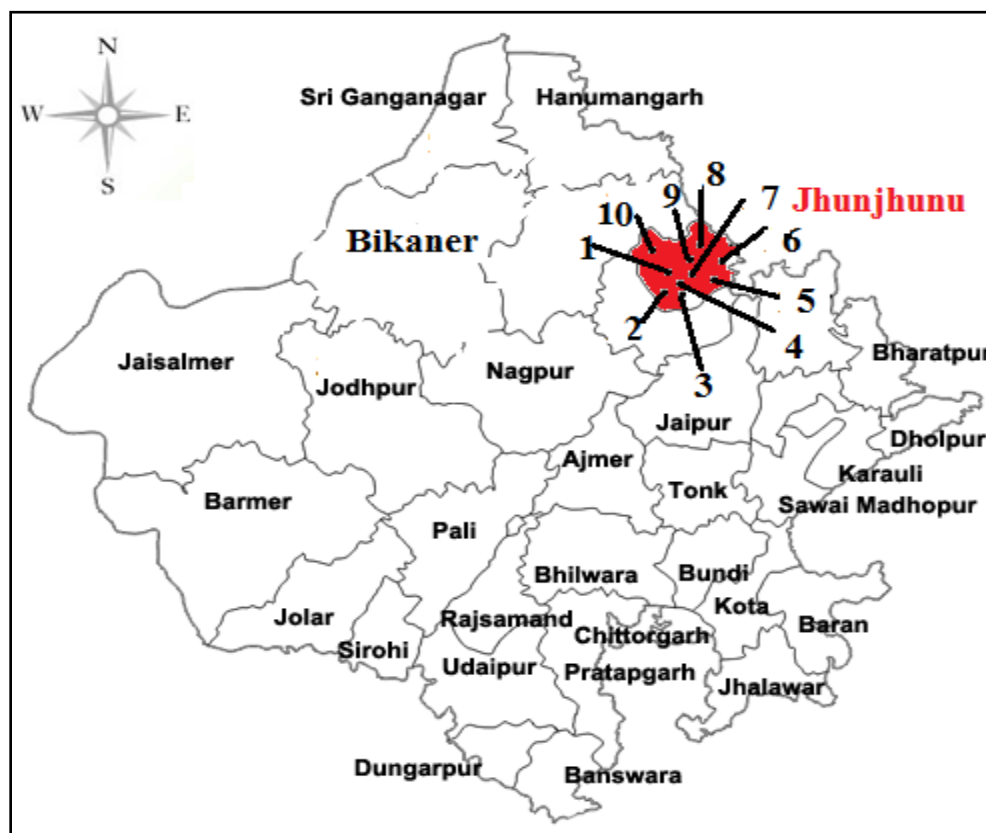 N
Sri Ganganagar
Hanumangarh
W
E
S
8
9
7
Jhunjhunu
10
Bikaner
1
6
5
2
4
3
Jaisalmer
Jodhpur
Nagpur
Bharatpur
Jaipur
Dholpur
Ajmer
Karauli
Barmer
Tonk
Sawai Madhopur
Pali
Bhilwara
Bundi
Kota
Jolar
Rajsamand
Baran
Sirohi
Chittorgarh
Udaipur
Pratapgarh
Jhalawar
Dungarpur
Banswara